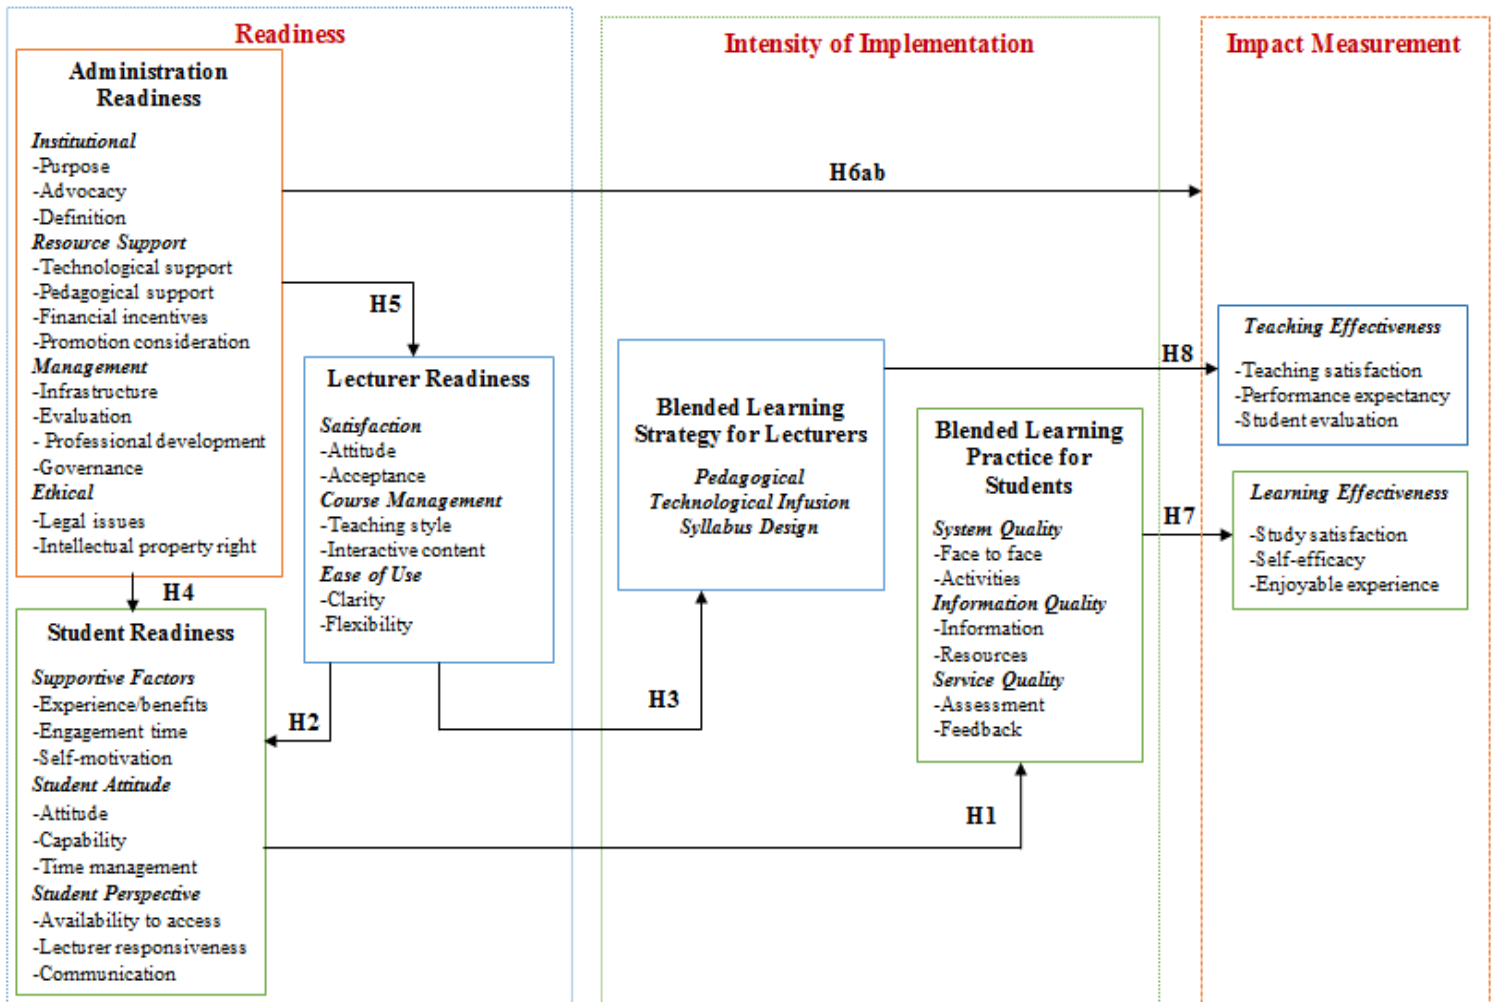 Readiness
Administration
Readiness
Institutional
-Purpose
-Advocacy
-Definition
Resource Support
-Technological support
-Pedagogical support
-Financial incentives
-Promotion consideration
Management
-Infrastructure
-Evaluation
- Professional development
-Governance
Ethical
-Legal issues
-Intellectual property right
H4
Student Readiness
Supportive Factors
-Experience/benefits
-Engagement time
-Self-motivation
Student Attitude
-Attitude
-Capability
-Time management
Student Perspective
-Availability to access
-Lecturer responsiveness
-Communication
H5
Lecturer Readiness
Satisfaction
-Attitude
-Acceptance
Course Management
-Teaching style
-Interactive content
Ease of Use
-Clarity
-Flexibility
H2
H3
Intensity of Implementation
H6ab
Blended Learning
Strategy for Lecturers
Pedagogical
Technological Infusion
Syllabus Design
Blended Learning
Practice for
Students
System Quality
-Face to face
-Activities
Information Quality
-Information
-Resources
Service Quality
-Assessment
-Feedback
H1
H8
H7
Impact Measurement
Teaching Effectiveness
-Teaching satisfaction
-Performance expectancy
-Student evaluation
Learning Effectiveness
-Study satisfaction
-Self-efficacy
-Enjoyable experience